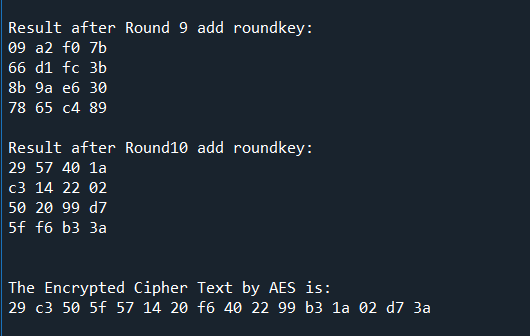 Result after Round 9 add roundkey:
09 a2 f0 7b
66 d1 fc 3b
8b 9a e6 30
78 65 c4 89
Result after Round10 add roundkey:
29 57 40 1a
c3 14 22 02
50 20 99 d7
5f f6 b3 3a
The Encrypted Cipher Text by AES is:
29 c3 50 5f 57 14 20 f6 40 22 99 b3 1a 02 d7 3a